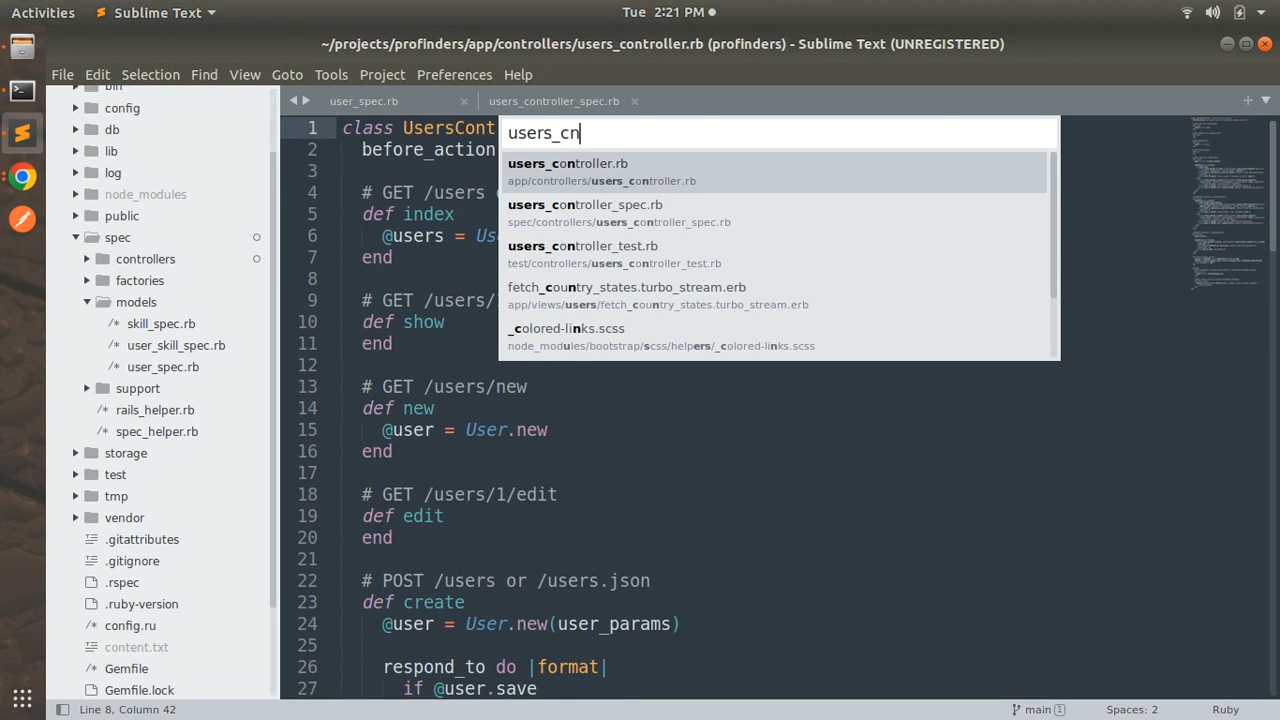 Activities Sublime Text Tue 2:21 PM
~/projects/profinders/app/controllers/users_controller.rb (profinders) - Sublime Text (UNREGISTERED)
File Edit Selection Find View Goto Tools Project Preferences Help
bin
config
db
lib
log
node_modules
public
spec
controllers
factories
models
/* skill_spec.rb
/* user_skill_spec.rb
/* user_spec.rb
support
/* rails_helper.rb
/* spec_helper.rb
storage
test
tmp
vendor
.gitattributes
.gitignore
.rspec
.ruby-version
config.ru
content.txt
Gemfile
Gemfile.lock
user_spec.rb × users_controller_spec.rb ×
users_cn
users_controller.rb
app/controllers/users_controller.rb
users_controller_spec.rb
spec/controllers/users_controller_spec.rb
users_controller_test.rb
test/controllers/users_controller_test.rb
fetch_country_states.turbo_stream.erb
app/views/users/fetch_country_states.turbo_stream.erb
_colored-links.scss
node_modules/bootstrap/scss/helpers/_colored-links.scss
1 class UsersCont
2 before_action
3
4 # GET /users
5 def index
6 @users = Us
7 end
8
9 # GET /users/
10 def show
11 end
12
13 # GET /users/new
14 def new
15 @user = User.new
16 end
17
18 # GET /users/1/edit
19 def edit
20 end
21
22 # POST /users or /users.json
23 def create
24 @user = User.new(user_params)
25
26 respond_to do |format|
27 if @user.save
Line 8, Column 42 main 1 Spaces: 2 Ruby